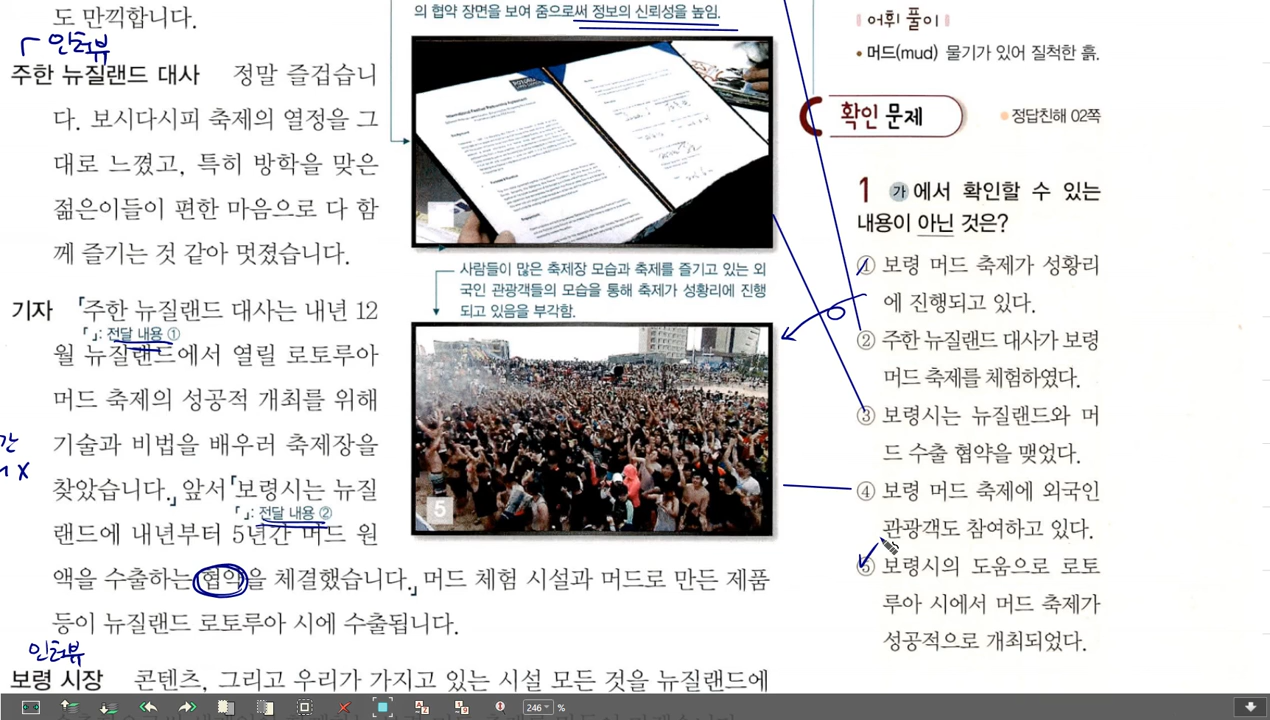 도 만끽합니다.
인터뷰
주한 뉴질랜드 대사 정말 즐겁습니
다. 보시다시피 축제의 열정을 그
대로 느꼈고, 특히 방학을 맞은
젊은이들이 편한 마음으로 다 함
께 즐기는 것 같아 멋졌습니다.
기자 「주한 뉴질랜드 대사는 내년 12
「」: 전달 내용 ①
월 뉴질랜드에서 열릴 로토루아
머드 축제의 성공적 개최를 위해
기술과 비법을 배우러 축제장을
찾았습니다.」 앞서 「보령시는 뉴질
「」: 전달 내용 ②
랜드에 내년부터 5년간 머드 원
액을 수출하는 협약을 체결했습니다.」 머드 체험 시설과 머드로 만든 제품
등이 뉴질랜드 로토루아 시에 수출됩니다.
인터뷰
보령 시장 콘텐츠, 그리고 우리가 가지고 있는 시설 모든 것을 뉴질랜드에
의 협약 장면을 보여 줌으로써 정보의 신뢰성을 높임.
사람들이 많은 축제장 모습과 축제를 즐기고 있는 외
국인 관광객들의 모습을 통해 축제가 성황리에 진행
되고 있음을 부각함.
5
어휘 풀이
• 머드(mud) 물기가 있어 질척한 흙.
확인 문제
정답친해 02쪽
1 가에서 확인할 수 있는
내용이 아닌 것은?
① 보령 머드 축제가 성황리
에 진행되고 있다.
② 주한 뉴질랜드 대사가 보령
머드 축제를 체험하였다.
③ 보령시는 뉴질랜드와 머
드 수출 협약을 맺었다.
④ 보령 머드 축제에 외국인
관광객도 참여하고 있다.
⑤ 보령시의 도움으로 로토
루아 시에서 머드 축제가
성공적으로 개최되었다.
246 %